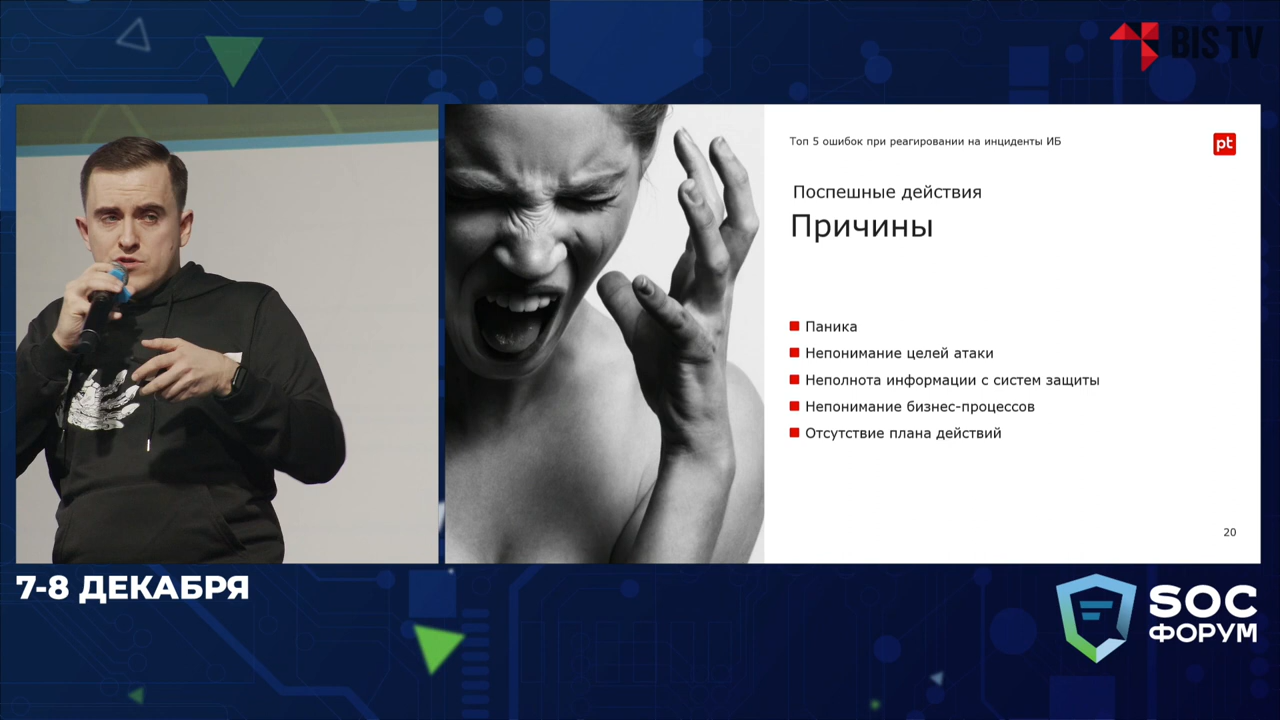 BIS TV
Топ 5 ошибок при реагировании на инциденты ИБ
pt
Поспешные действия
Причины
Паника
Непонимание целей атаки
Неполнота информации с систем защиты
Непонимание бизнес-процессов
Отсутствие плана действий
20
7-8 ДЕКАБРЯ
SOC
ФОРУМ